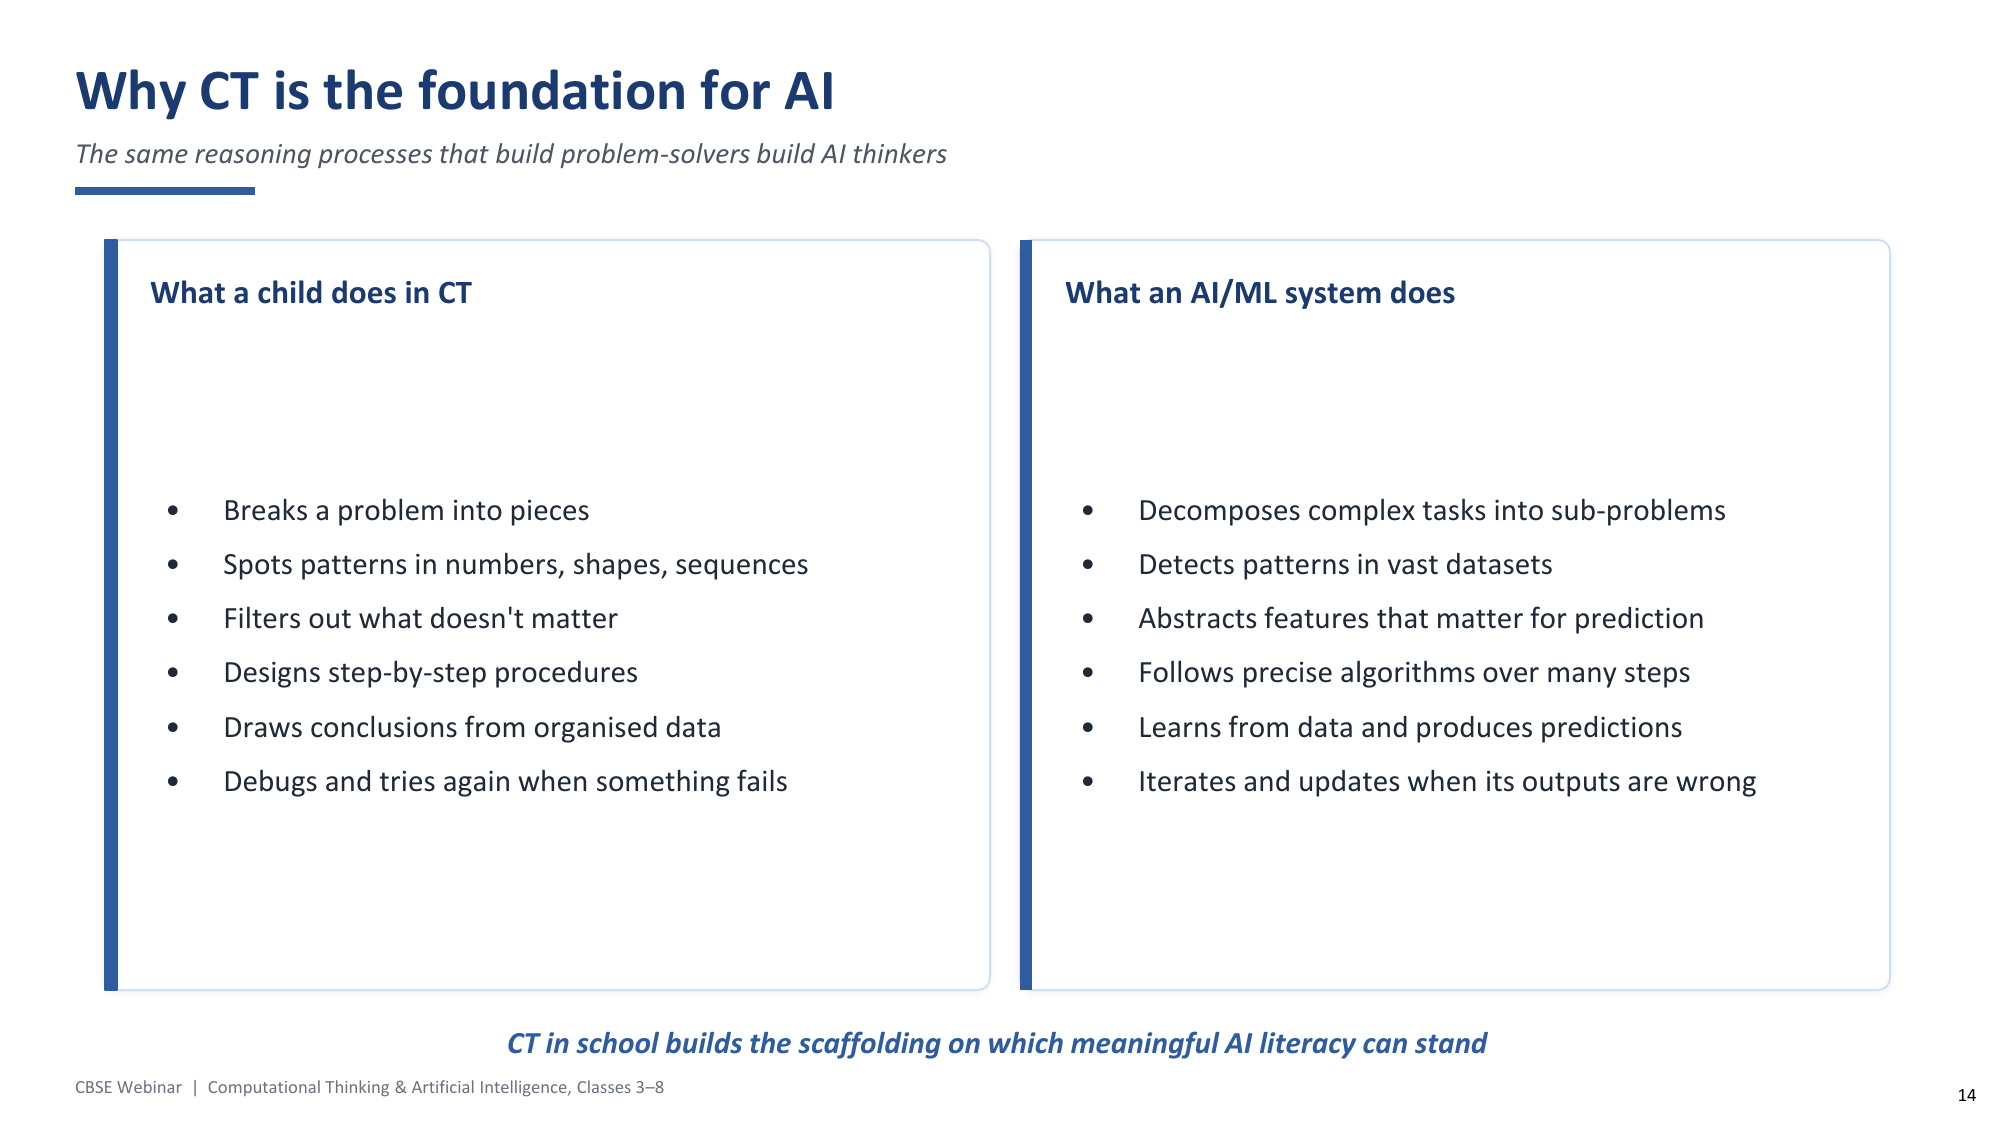 Why CT is the foundation for AI
The same reasoning processes that build problem-solvers build AI thinkers
What a child does in CT
• Breaks a problem into pieces
• Spots patterns in numbers, shapes, sequences
• Filters out what doesn't matter
• Designs step-by-step procedures
• Draws conclusions from organised data
• Debugs and tries again when something fails
What an AI/ML system does
• Decomposes complex tasks into sub-problems
• Detects patterns in vast datasets
• Abstracts features that matter for prediction
• Follows precise algorithms over many steps
• Learns from data and produces predictions
• Iterates and updates when its outputs are wrong
CT in school builds the scaffolding on which meaningful AI literacy can stand
CBSE Webinar | Computational Thinking & Artificial Intelligence, Classes 3–8
14